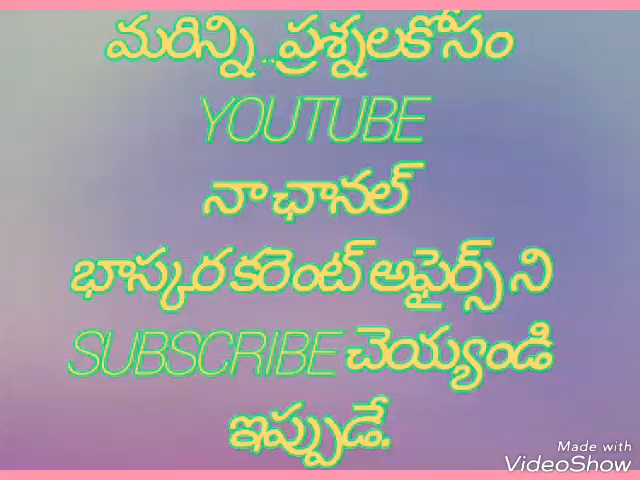 మరిన్ని ..ప్రశ్నలకోసం
YOUTUBE
నా ఛానల్
భాస్కర కరెంట్ అఫైర్స్ ని
SUBSCRIBE చెయ్యండి
ఇప్పుడే.
Made with
VideoShow